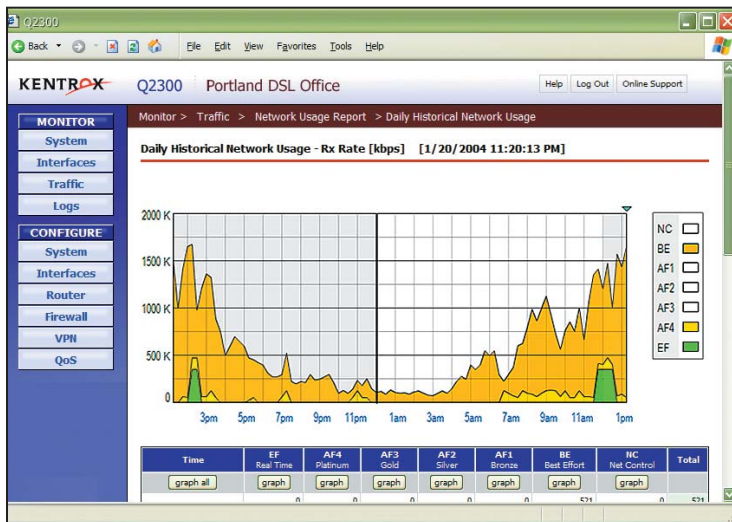 Q2300
Back File Edit View Favorites Tools Help
KENTROX Q2300 Portland DSL Office Help Log Out Online Support
MONITOR
System
Interfaces
Traffic
Logs
CONFIGURE
System
Interfaces
Router
Firewall
VPN
QoS
Monitor > Traffic > Network Usage Report > Daily Historical Network Usage
Daily Historical Network Usage - Rx Rate [kbps] [1/20/2004 11:20:13 PM]
2000 K
1500 K
1000 K
500 K
0
3pm 5pm 7pm 9pm 11pm 1am 3am 5am 7am 9am 11am 1pm
NC
BE
AF1
AF2
AF3
AF4
EF
Time EF AF4 AF3 AF2 AF1 BE NC Total
Real Time Platinum Gold Silver Bronze Best Effort Net Control
graph all graph graph graph graph graph graph graph
0 0 0 0 0 521 0 521